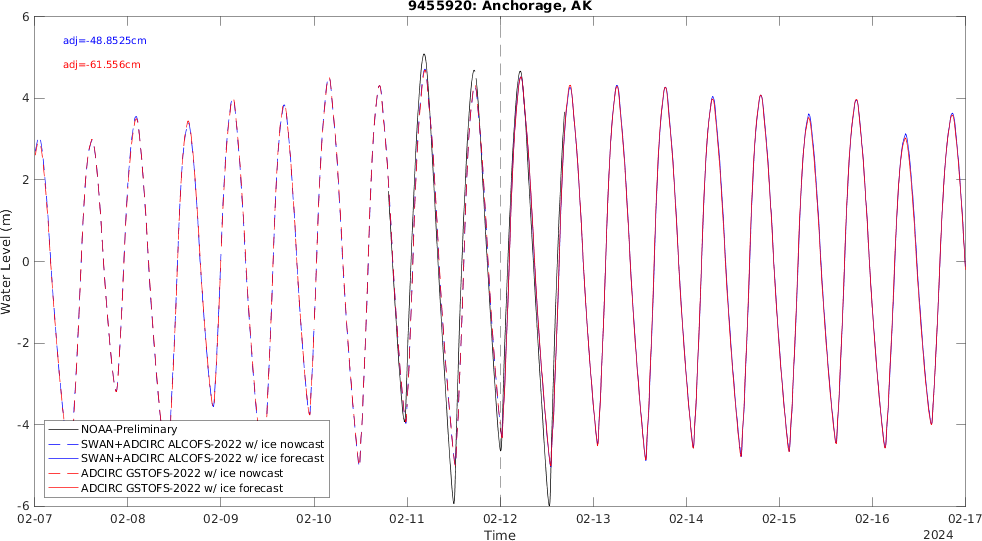 9455920: Anchorage, AK
adj=-48.8525cm
adj=-61.556cm
6
4
2
0
-2
-4
-6
Water Level (m)
NOAA-Preliminary
SWAN+ADCIRC ALCOFS-2022 w/ ice nowcast
SWAN+ADCIRC ALCOFS-2022 w/ ice forecast
ADCIRC GSTOFS-2022 w/ ice nowcast
ADCIRC GSTOFS-2022 w/ ice forecast
02-07 02-08 02-09 02-10 02-11 02-12 02-13 02-14 02-15 02-16 02-17
Time
2024